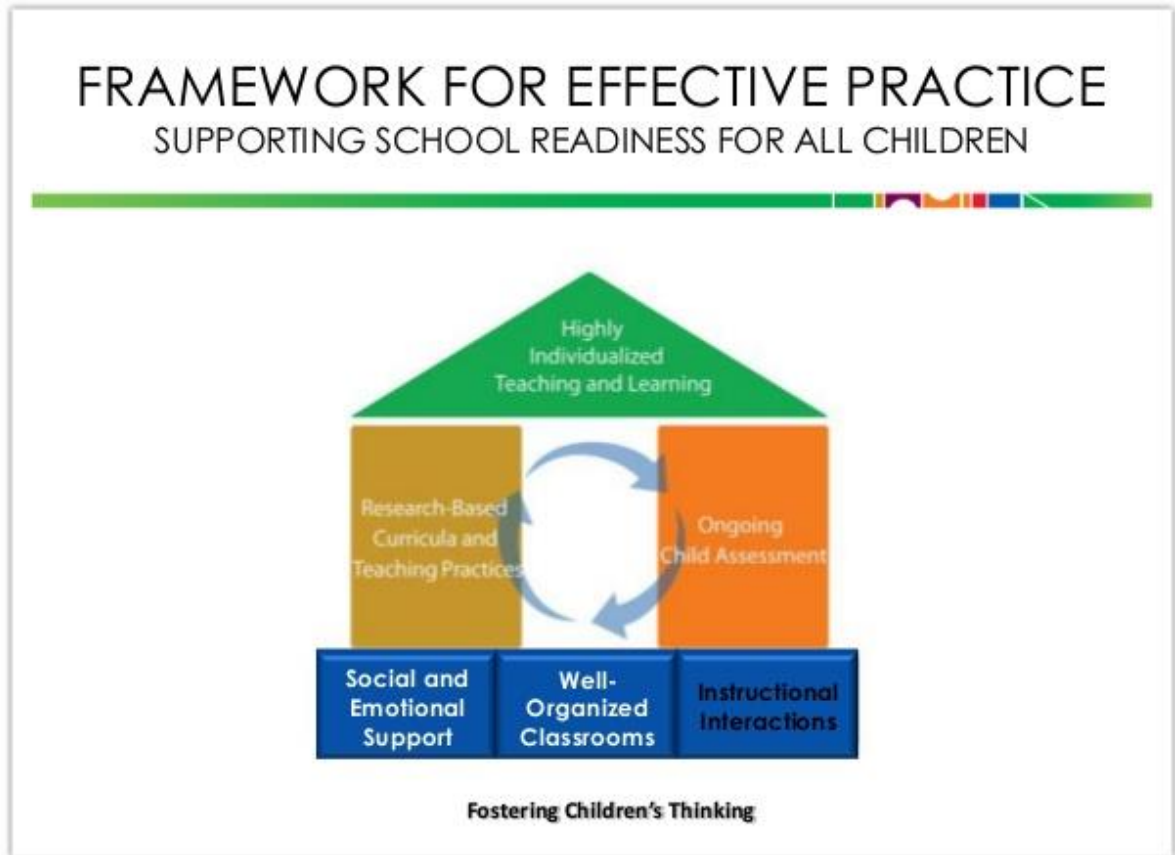 FRAMEWORK FOR EFFECTIVE PRACTICE
SUPPORTING SCHOOL READINESS FOR ALL CHILDREN
Highly
Individualized
Teaching and Learning
Research-Based
Curricula and
Teaching Practices
Ongoing
Child Assessment
Social and
Emotional
Support
Well-
Organized
Classrooms
Instructional
Interactions
Fostering Children's Thinking